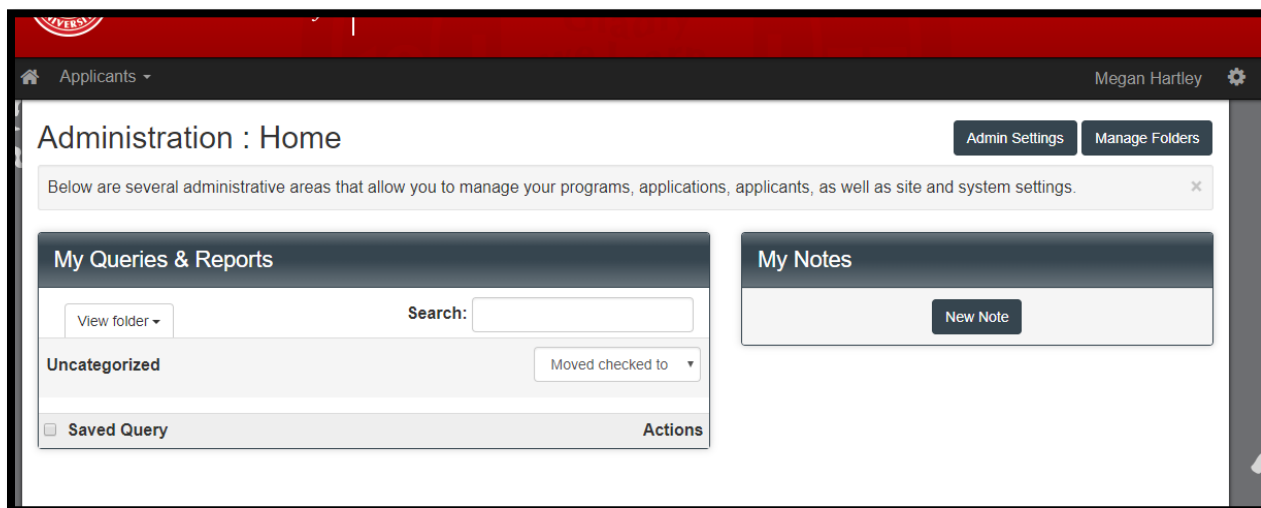 Applicants
Megan Hartley
Administration : Home
Admin Settings
Manage Folders
Below are several administrative areas that allow you to manage your programs, applications, applicants, as well as site and system settings.
×
My Queries & Reports
My Notes
View folder
Search:
New Note
Uncategorized
Moved checked to
Saved Query
Actions